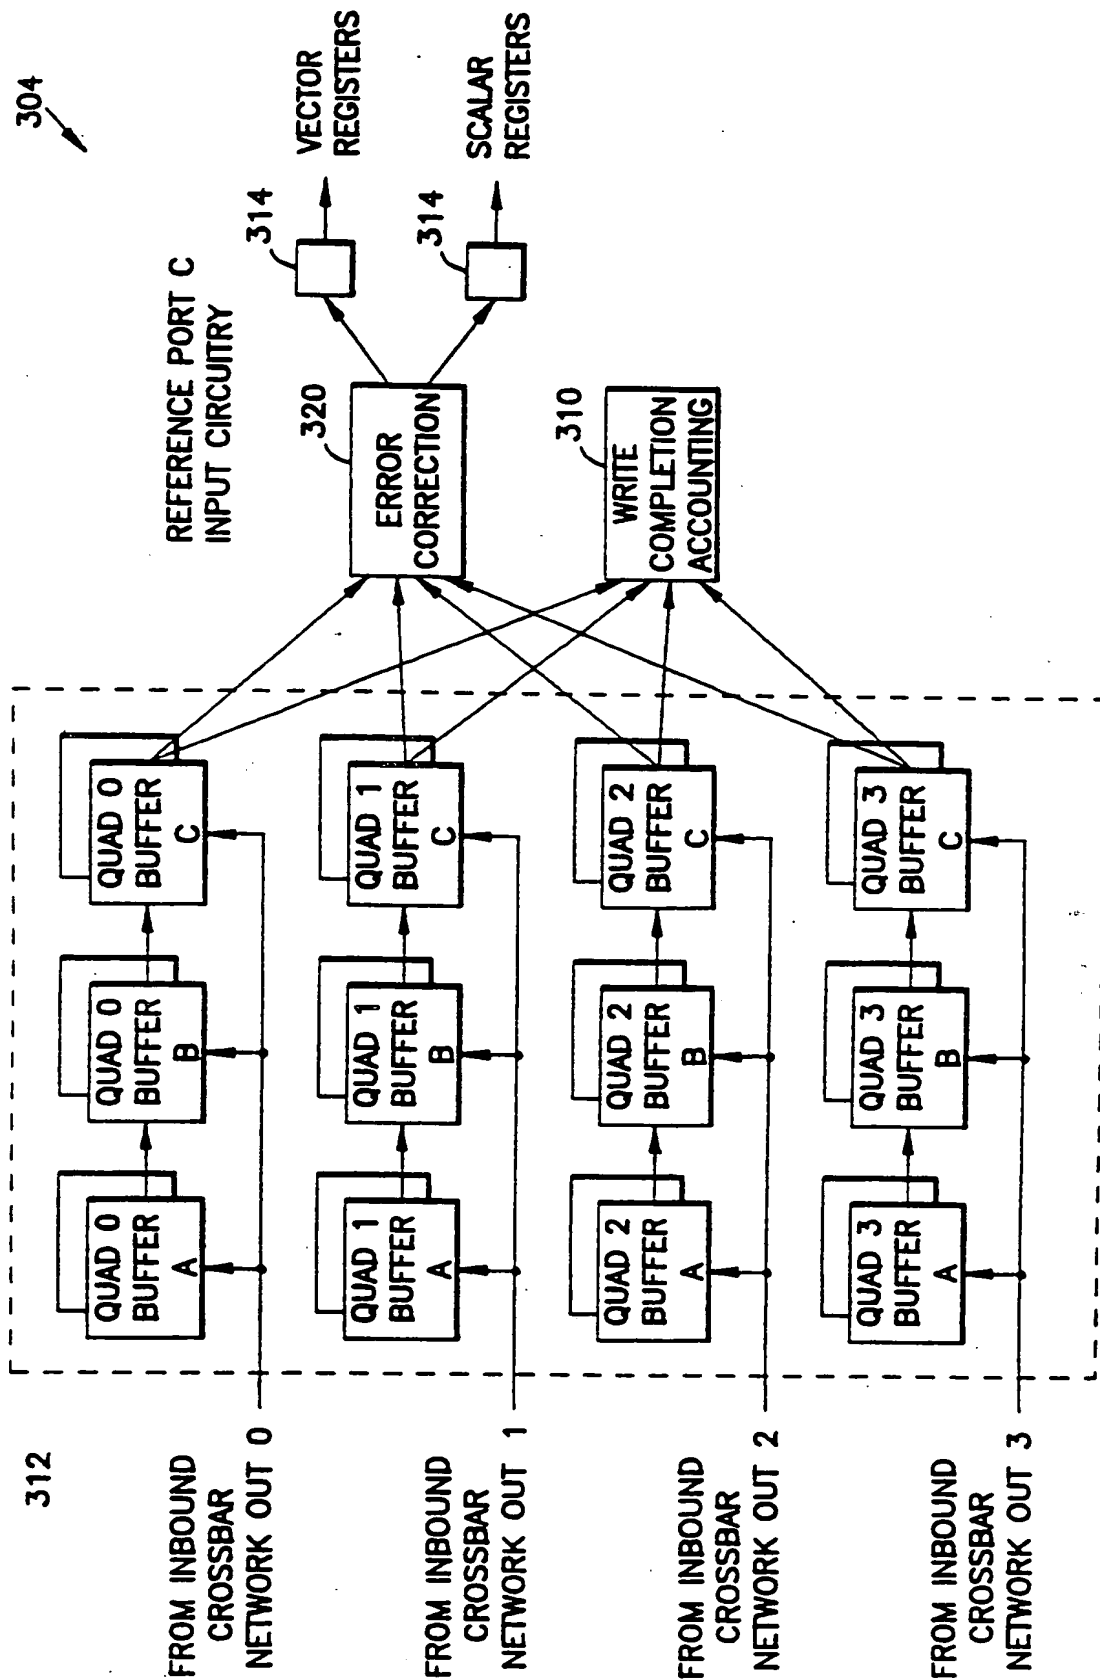 304
REFERENCE PORT C
INPUT CIRCUITRY
312
FROM INBOUND
CROSSBAR
NETWORK OUT 0
QUAD 0
BUFFER
A
QUAD 0
BUFFER
B
QUAD 0
BUFFER
C
FROM INBOUND
CROSSBAR
NETWORK OUT 1
QUAD 1
BUFFER
A
QUAD 1
BUFFER
B
QUAD 1
BUFFER
C
FROM INBOUND
CROSSBAR
NETWORK OUT 2
QUAD 2
BUFFER
A
QUAD 2
BUFFER
B
QUAD 2
BUFFER
C
FROM INBOUND
CROSSBAR
NETWORK OUT 3
QUAD 3
BUFFER
A
QUAD 3
BUFFER
B
QUAD 3
BUFFER
C
320
ERROR
CORRECTION
310
WRITE
COMPLETION
ACCOUNTING
314
VECTOR
REGISTERS
314
SCALAR
REGISTERS